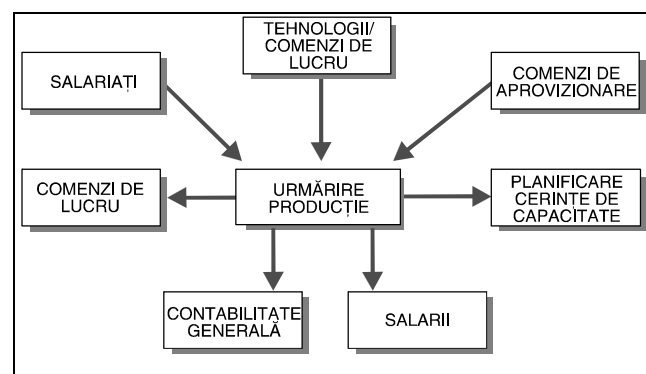 TEHNOLOGII/
COMENZI DE
LUCRU
SALARIAȚI
COMENZI DE
APROVIZIONARE
COMENZI DE
LUCRU
URMĂRIRE
PRODUCȚIE
PLANIFICARE
CERINȚE DE
CAPACITATE
CONTABILITATE
GENERALĂ
SALARII